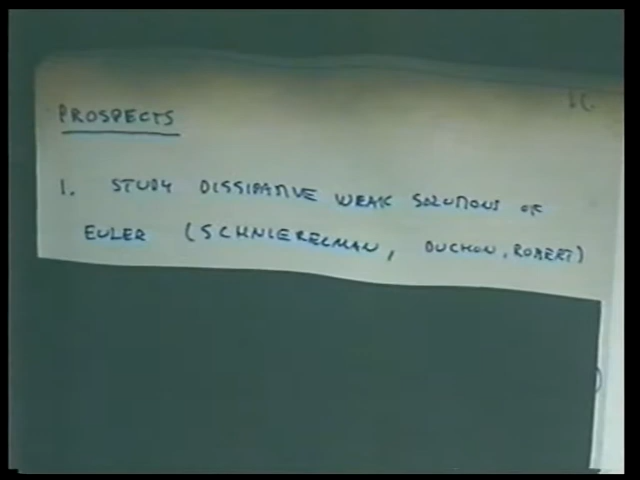 PROSPECTS
1. STUDY DISSIPATIVE WEAK SOLUTIONS OF
EULER (SCHNIERELMAN, DUCHON, ROBERT)